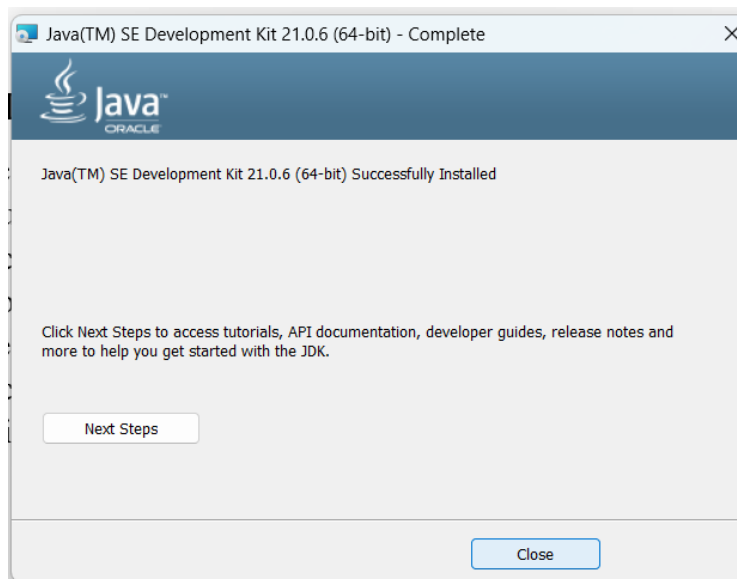 Java(TM) SE Development Kit 21.0.6 (64-bit) - Complete
Java™
ORACLE
Java(TM) SE Development Kit 21.0.6 (64-bit) Successfully Installed
Click Next Steps to access tutorials, API documentation, developer guides, release notes and
more to help you get started with the JDK.
Next Steps
Close